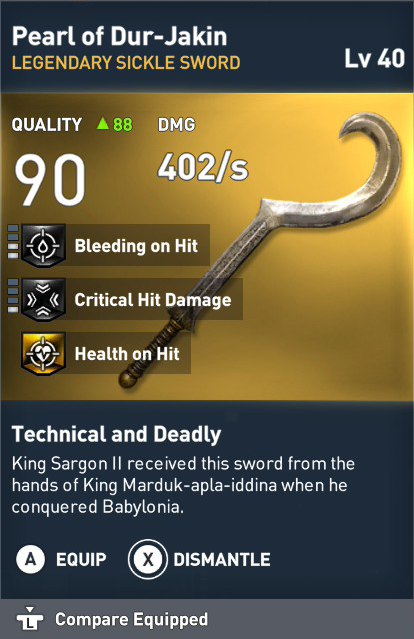 Pearl of Dur-Jakin
LEGENDARY SICKLE SWORD
Lv 40
QUALITY ▲88 DMG
90 402/s
Bleeding on Hit
Critical Hit Damage
Health on Hit
Technical and Deadly
King Sargon II received this sword from the
hands of King Marduk-apla-iddina when he
conquered Babylonia.
A EQUIP X DISMANTLE
L Compare Equipped